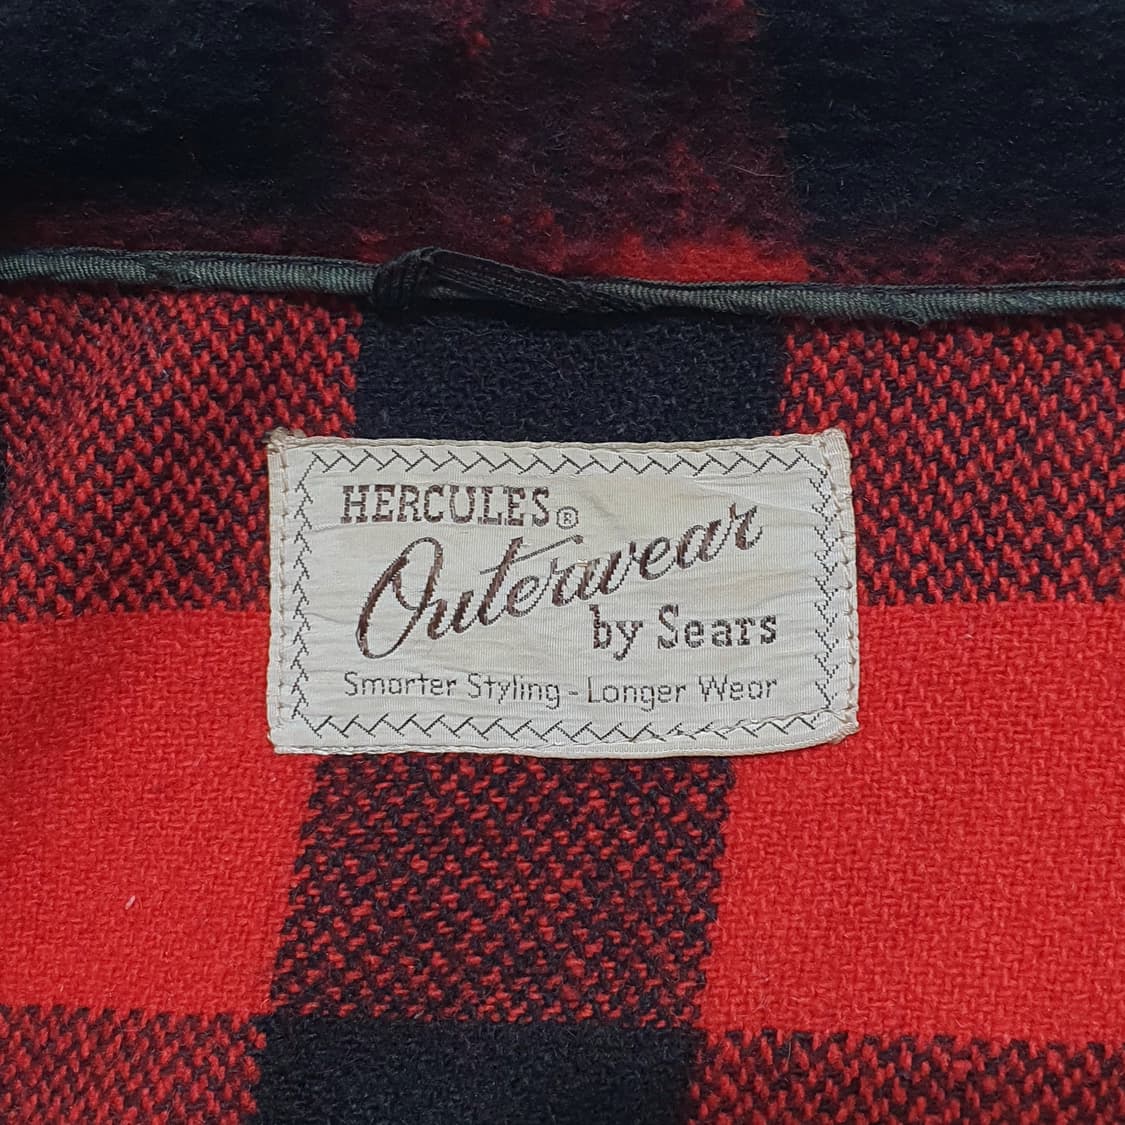 HERCULES®
Outerwear
by Sears
Smarter Styling - Longer Wear